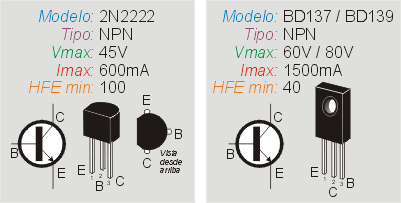 Modelo: 2N2222
Tipo: NPN
Vmax: 45V
Imax: 600mA
HFE min: 100
C
B
E
E
1
2
3
B
C
E
B
C
Vista
desde
arriba
Modelo: BD137 / BD139
Tipo: NPN
Vmax: 60V / 80V
Imax: 1500mA
HFE min: 40
C
B
E
E
1
2
3
C
B